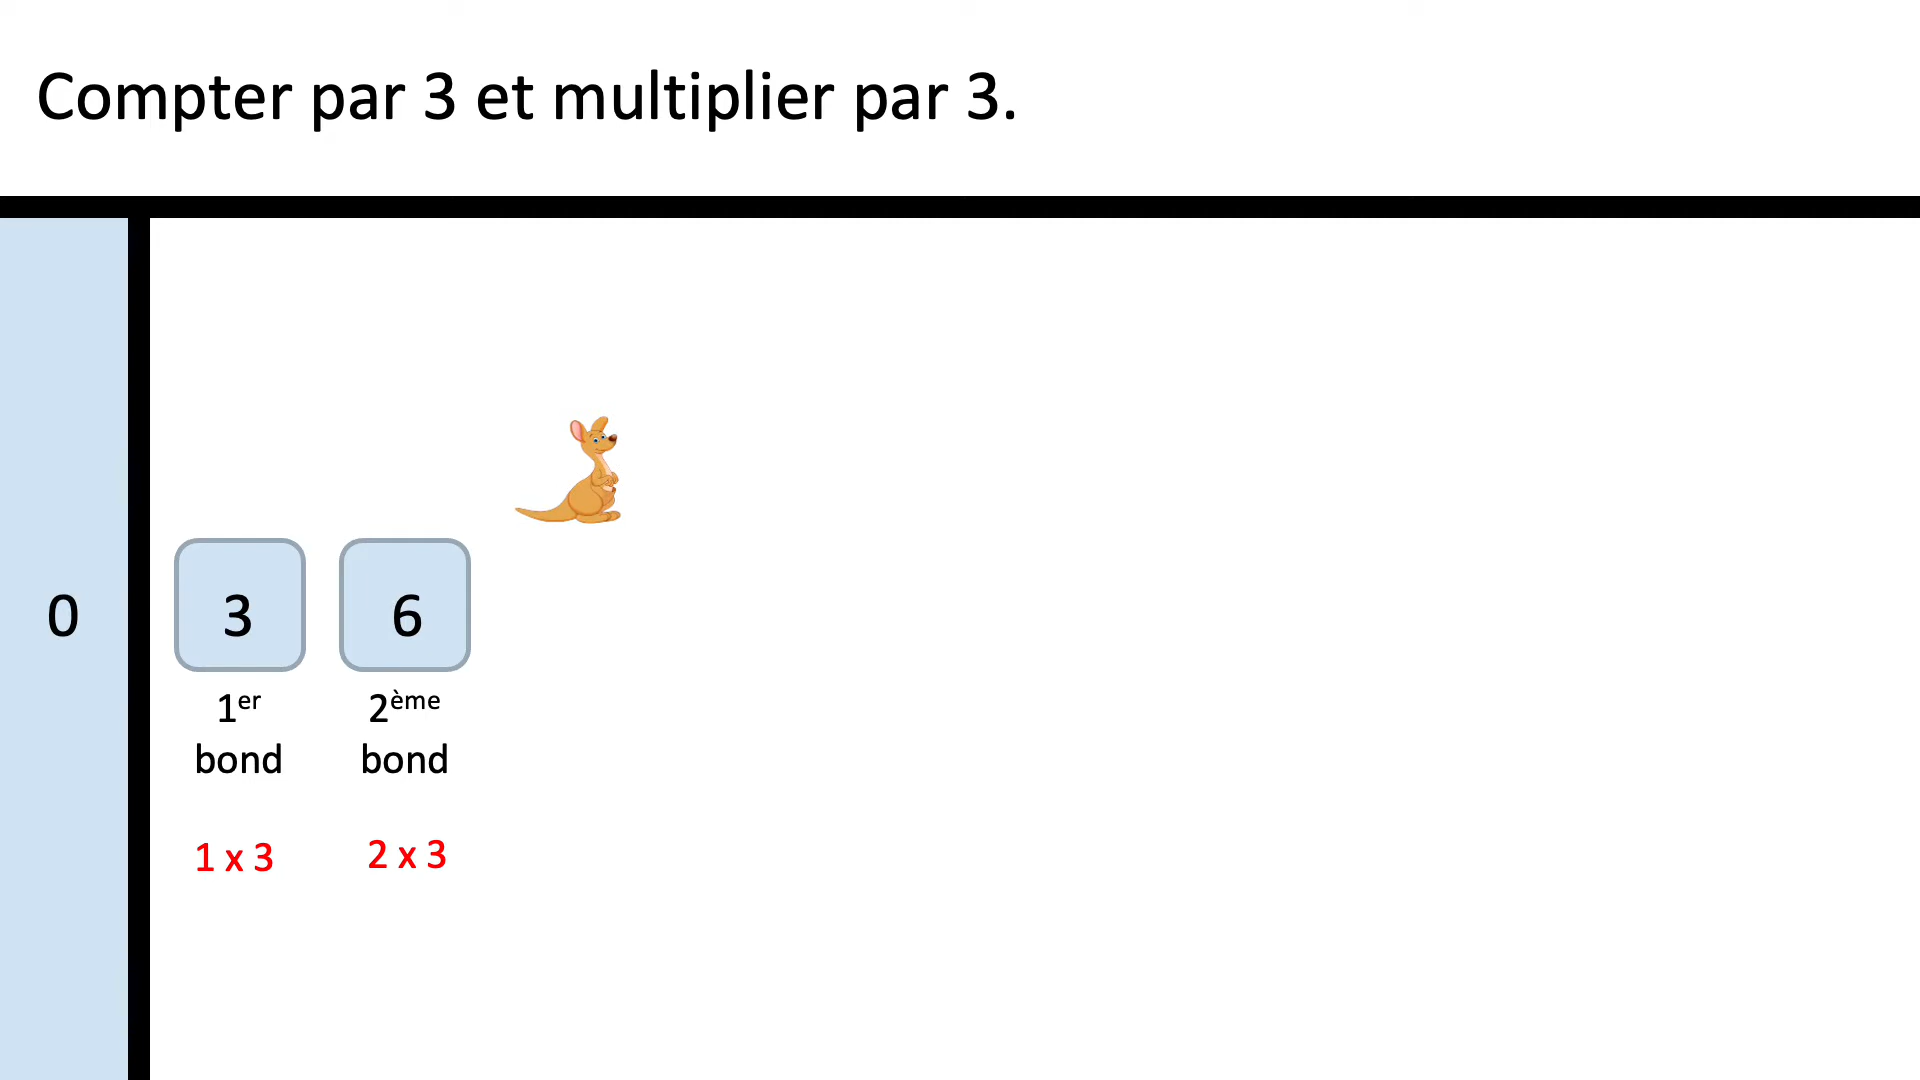 Compter par 3 et multiplier par 3.
0 3 6
1er 2ème
bond bond
1 x 3 2 x 3